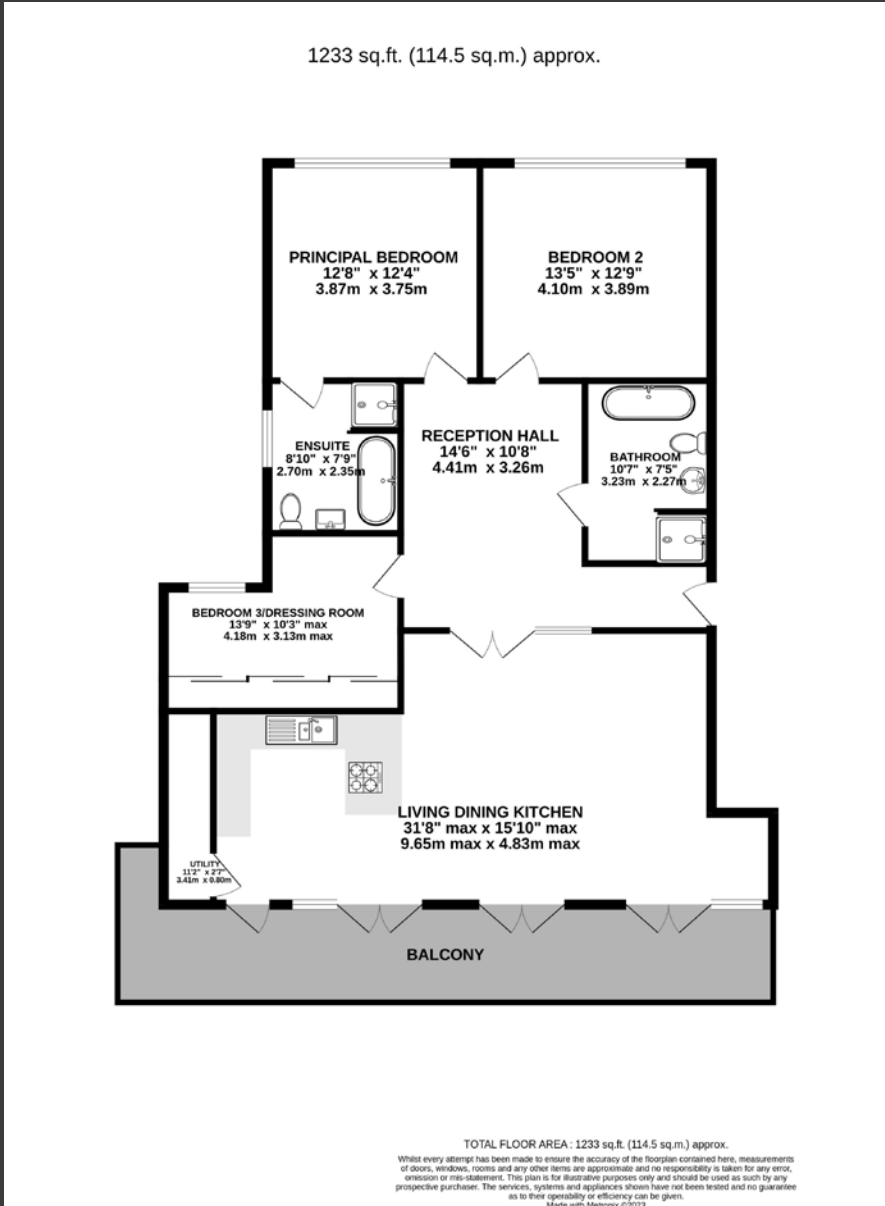 1233 sq.ft. (114.5 sq.m.) approx.
PRINCIPAL BEDROOM
12'8" x 12'4"
3.87m x 3.75m
BEDROOM 2
13'5" x 12'9"
4.10m x 3.89m
ENSUITE
8'10" x 7'9"
2.70m x 2.35m
RECEPTION HALL
14'6" x 10'8"
4.41m x 3.26m
BATHROOM
10'7" x 7'5"
3.23m x 2.27m
BEDROOM 3/DRESSING ROOM
13'9" x 10'3" max
4.18m x 3.13m max
LIVING DINING KITCHEN
31'8" max x 15'10" max
9.65m max x 4.83m max
UTILITY
11'2" x 2'7"
3.41m x 0.80m
BALCONY
TOTAL FLOOR AREA : 1233 sq.ft. (114.5 sq.m.) approx.
Whilst every attempt has been made to ensure the accuracy of the floorplan contained here, measurements
of doors, windows, rooms and any other items are approximate and no responsibility is taken for any error,
omission or mis-statement. This plan is for illustrative purposes only and should be used as such by any
prospective purchaser. The services, systems and appliances shown have not been tested and no guarantee
as to their operability or efficiency can be given.
Made with Metropix ©2023